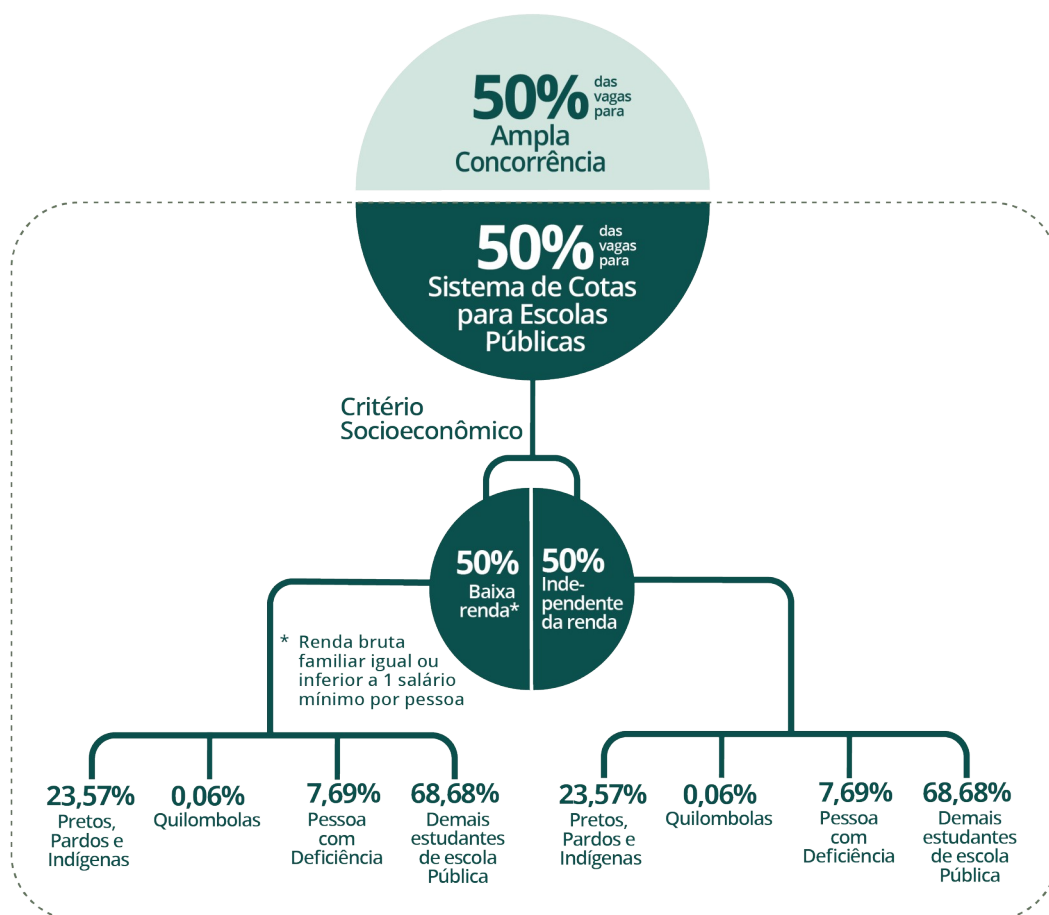 50% das
vagas
para
Ampla
Concorrência
50% das
vagas
para
Sistema de Cotas
para Escolas
Públicas
Critério
Socioeconômico
50%
Baixa
renda*
50%
Inde-
pendente
da renda
* Renda bruta
familiar igual ou
inferior a 1 salário
mínimo por pessoa
23,57%
Pretos,
Pardos e
Indígenas
0,06%
Quilombolas
7,69%
Pessoa
com
Deficiência
68,68%
Demais
estudantes
de escola
Pública
23,57%
Pretos,
Pardos e
Indígenas
0,06%
Quilombolas
7,69%
Pessoa
com
Deficiência
68,68%
Demais
estudantes
de escola
Pública